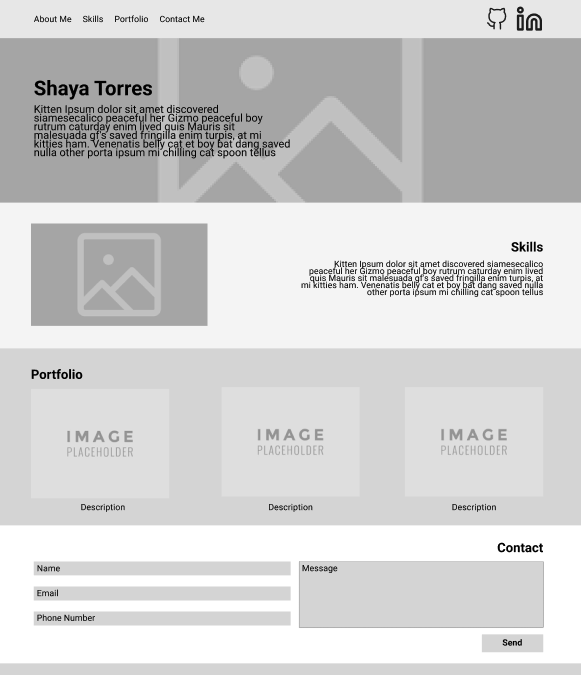 About Me Skills Portfolio Contact Me
in
Shaya Torres
Kitten Ipsum dolor sit amet discovered
siamesecalico peaceful her Gizmo peaceful boy
rutrum caturday enim lived quis Mauris sit
malesuada gf's saved fringilla enim turpis, at mi
kitties ham. Venenatis belly cat et boy bat dang saved
nulla other porta ipsum mi chilling cat spoon tellus
Skills
Kitten Ipsum dolor sit amet discovered siamesecalico
peaceful her Gizmo peaceful boy rutrum caturday enim lived
quis Mauris sit malesuada gf's saved fringilla enim turpis, at
mi kitties ham. Venenatis belly cat et boy bat dang saved nulla
other porta ipsum mi chilling cat spoon tellus
Portfolio
IMAGE
PLACEHOLDER
IMAGE
PLACEHOLDER
IMAGE
PLACEHOLDER
Description
Description
Description
Contact
Name
Message
Email
Phone Number
Send